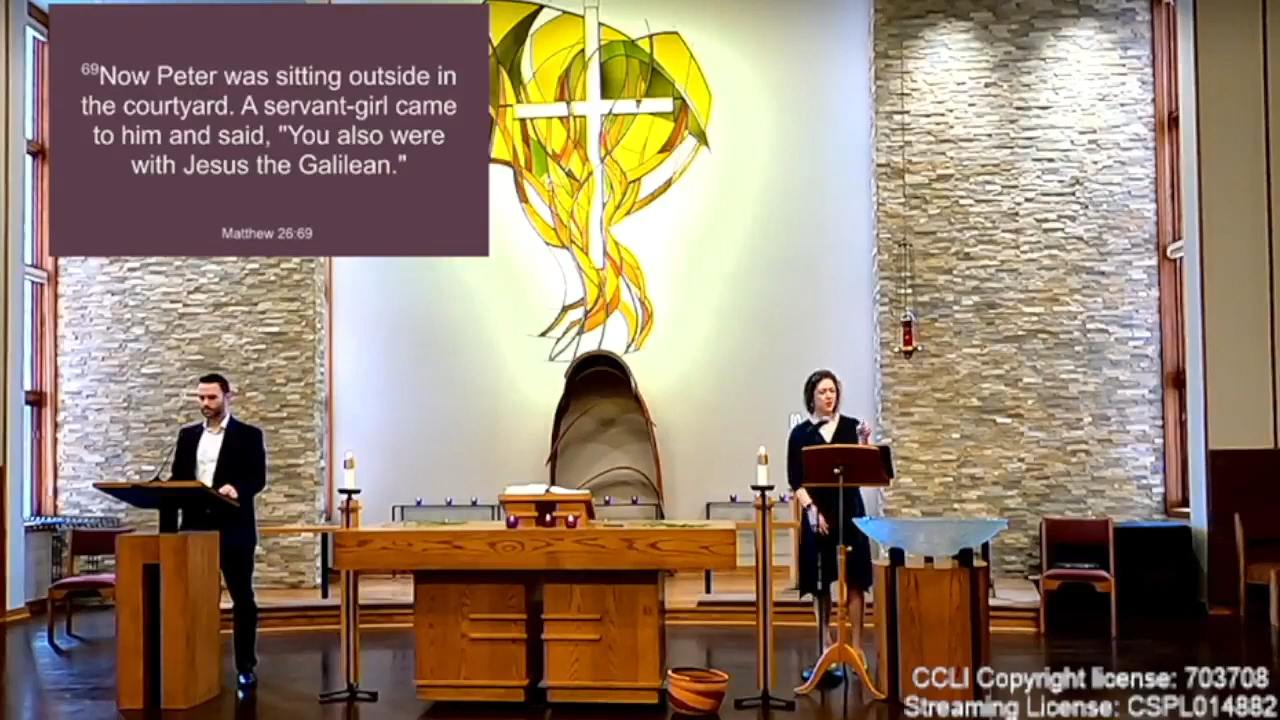 69Now Peter was sitting outside in
the courtyard. A servant-girl came
to him and said, "You also were
with Jesus the Galilean."
Matthew 26:69
CCLI Copyright license: 703708
Streaming License: CSPL014882